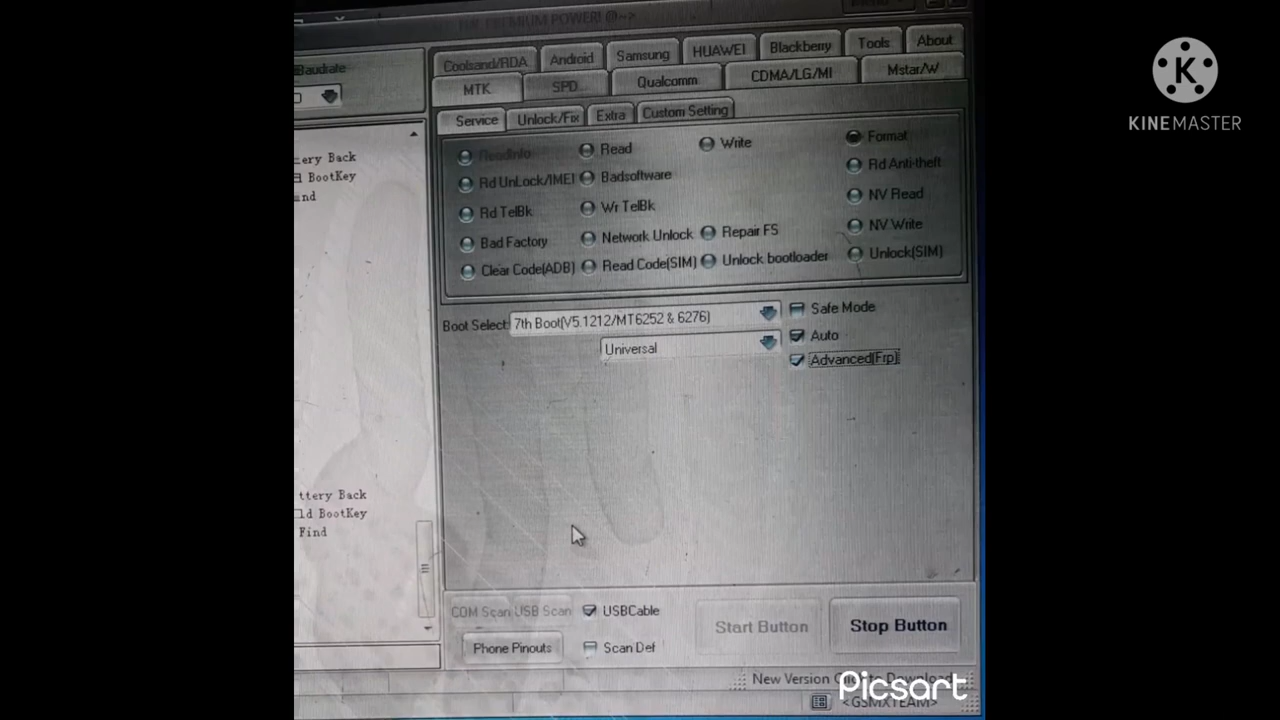 THE PREMIUM POWER! @~>
Baudrate
Coolsand/RDA Android Samsung HUAWEI Blackberry Tools About
MTK SPD Qualcomm CDMA/LG/MI Mstar/W
Service Unlock/Fix Extra Custom Setting
ReadInfo Read Write Format
Rd UnLock/IMEI Badsoftware Rd Anti-theft
Rd TelBk Wr TelBk NV Read
Bad Factory Network Unlock Repair FS NV Write
Clear Code(ADB) Read Code(SIM) Unlock bootloader Unlock(SIM)
Boot Select: 7th Boot(V5.1212/MT6252 & 6276) Safe Mode
Universal Auto
Advanced(Frp)
ery Back
BootKey
ttery Back
ld BootKey
Find
COM Scan USB Scan USBCable
Start Button Stop Button
Phone Pinouts Scan Def
New Version
<GSMXTEAM>
K
KINEMASTER
Picsart